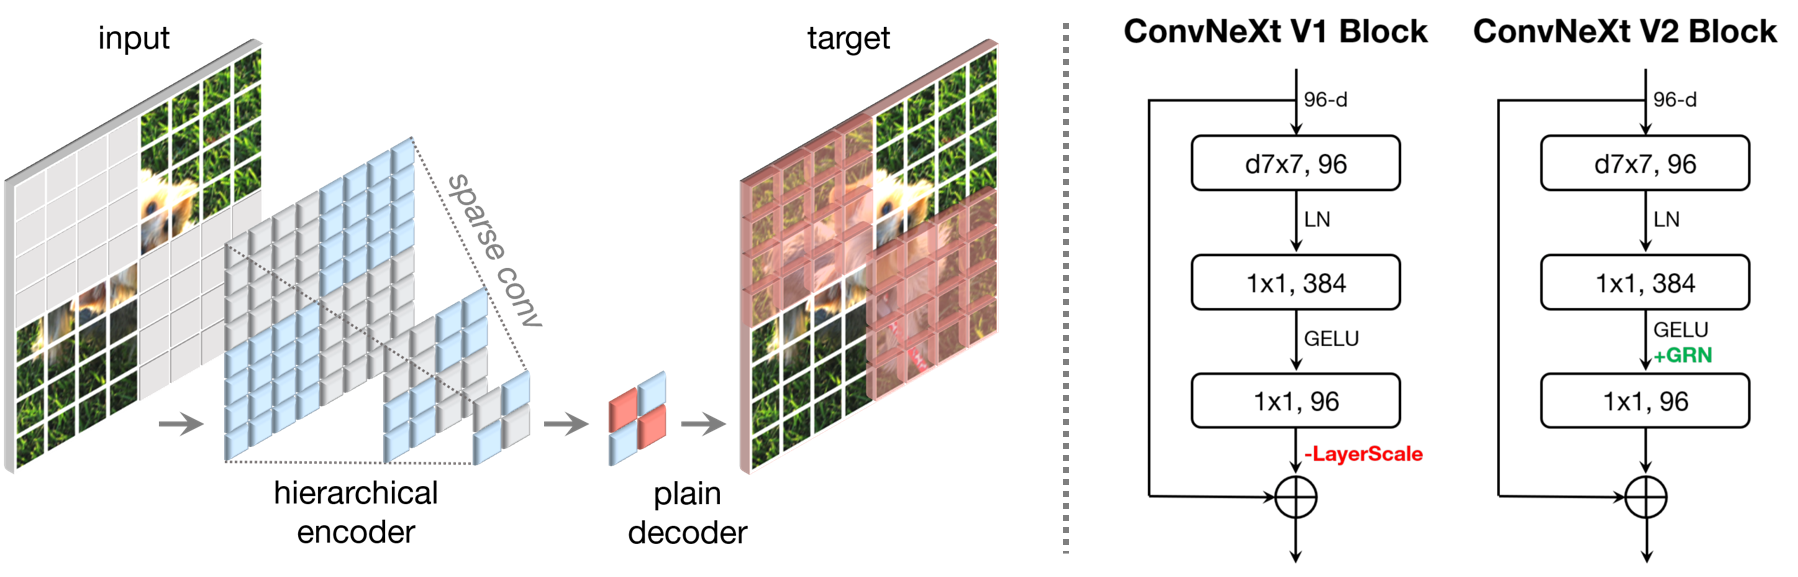 input
target
sparse conv
hierarchical
encoder
plain
decoder
ConvNeXt V1 Block
96-d
d7x7, 96
LN
1x1, 384
GELU
1x1, 96
-LayerScale
ConvNeXt V2 Block
96-d
d7x7, 96
LN
1x1, 384
GELU
+GRN
1x1, 96